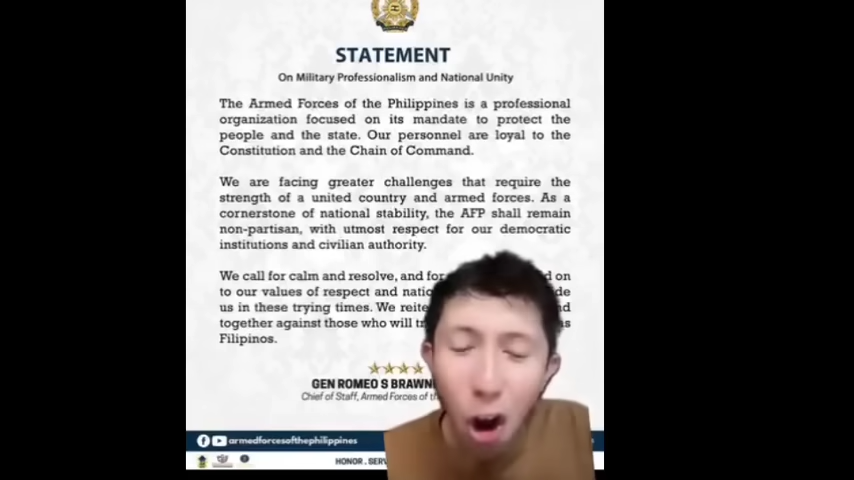 STATEMENT
On Military Professionalism and National Unity
The Armed Forces of the Philippines is a professional
organization focused on its mandate to protect the
people and the state. Our personnel are loyal to the
Constitution and the Chain of Command.
We are facing greater challenges that require the
strength of a united country and armed forces. As a
cornerstone of national stability, the AFP shall remain
non-partisan, with utmost respect for our democratic
institutions and civilian authority.
We call for calm and resolve, and for on
to our values of respect and
us in these trying times. We
together against those who will as
Filipinos.
GEN ROMEO S
Chief of Staff, Armed Forces of
armedforcesofthephilippines
HONOR.